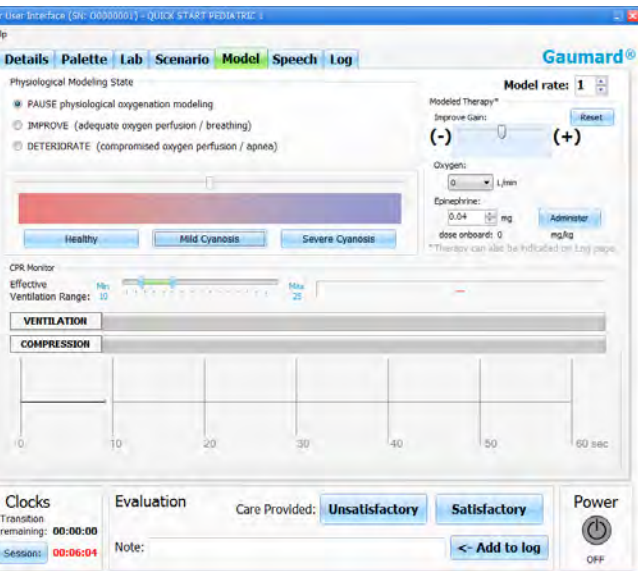 r User Interface (SN: O0000001) - QUICK START PEDIATRIC 1
lp
Details Palette Lab Scenario Model Speech Log
Gaumard®
Physiological Modeling State
Model rate: 1
PAUSE physiological oxygenation modeling
IMPROVE (adequate oxygen perfusion / breathing)
DETERIORATE (compromised oxygen perfusion / apnea)
Modeled Therapy*
Improve Gain:
Reset
(-) (+)
Oxygen:
0 L/min
Epinephrine:
0.04 mg Administer
dose onboard: 0 mg/kg
*Therapy can also be indicated on Log page.
Healthy Mild Cyanosis Severe Cyanosis
CPR Monitor
Effective
Ventilation Range:
Min
10
Max
25
VENTILATION
COMPRESSION
0 10 20 30 40 50 60 sec
Clocks
Transition
remaining: 00:00:00
Session: 00:06:04
Evaluation
Care Provided: Unsatisfactory Satisfactory
Note: <- Add to log
Power
OFF